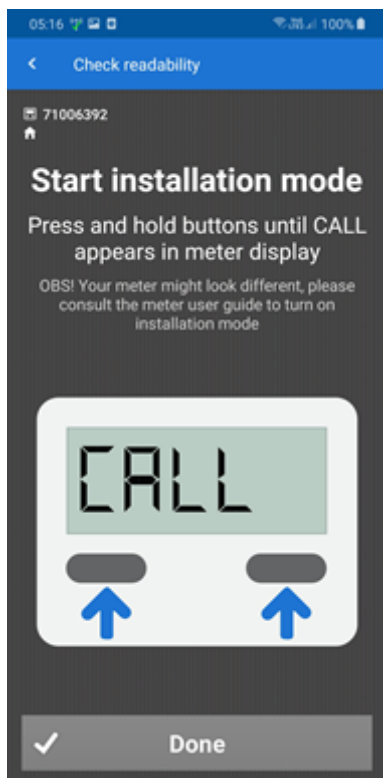 05:16 100%
Check readability
71006392
Start installation mode
Press and hold buttons until CALL
appears in meter display
OBS! Your meter might look different, please
consult the meter user guide to turn on
installation mode
CALL
Done